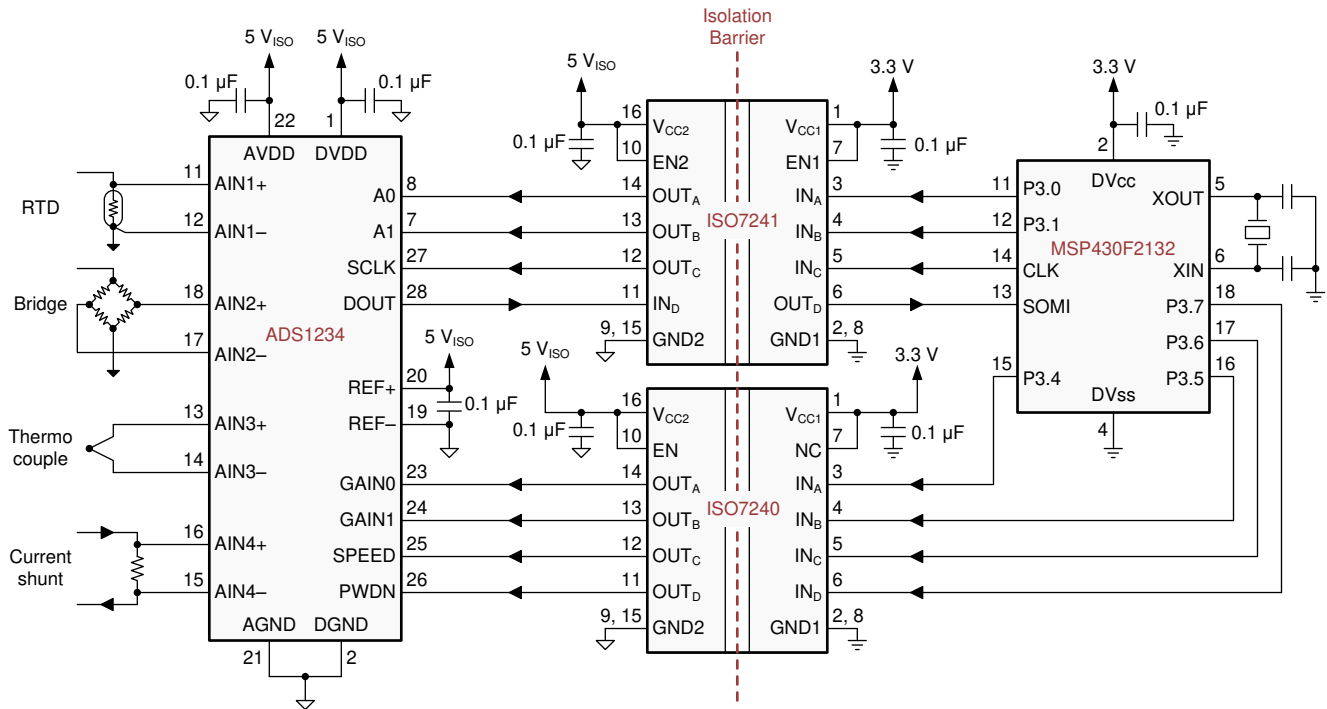 Isolation
Barrier
5 VISO
5 VISO
0.1 µF
0.1 µF
22
1
AVDD
DVDD
ADS1234
RTD
11
AIN1+
12
AIN1–
Bridge
18
AIN2+
17
AIN2–
Thermo
couple
13
AIN3+
14
AIN3–
Current
shunt
16
AIN4+
15
AIN4–
AGND
DGND
21
2
A0
8
A1
7
SCLK
27
DOUT
28
5 VISO
REF+
20
0.1 µF
REF–
19
GAIN0
23
GAIN1
24
SPEED
25
PWDN
26
5 VISO
0.1 µF
16
VCC2
10
EN2
14
OUTA
13
OUTB
12
OUTC
11
IND
9, 15
GND2
ISO7241
3.3 V
0.1 µF
VCC1
1
EN1
7
INA
3
INB
4
INC
5
OUTD
6
GND1
2, 8
5 VISO
0.1 µF
16
VCC2
10
EN
14
OUTA
13
OUTB
12
OUTC
11
OUTD
9, 15
GND2
ISO7240
3.3 V
0.1 µF
VCC1
1
NC
7
INA
3
INB
4
INC
5
IND
6
GND1
2, 8
3.3 V
0.1 µF
2
DVcc
MSP430F2132
11
P3.0
12
P3.1
14
CLK
13
SOMI
15
P3.4
XOUT
5
XIN
6
P3.7
18
P3.6
17
P3.5
16
DVss
4